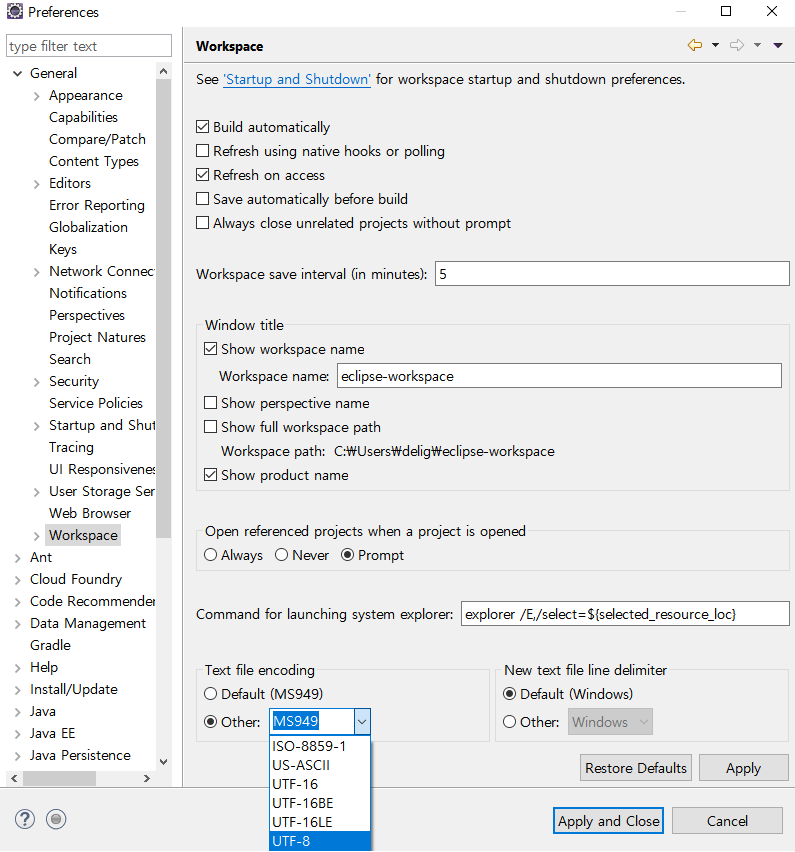 Preferences
type filter text
General
Appearance
Capabilities
Compare/Patch
Content Types
Editors
Error Reporting
Globalization
Keys
Network Connec
Notifications
Perspectives
Project Natures
Search
Security
Service Policies
Startup and Shut
Tracing
UI Responsivenes
User Storage Ser
Web Browser
Workspace
Ant
Cloud Foundry
Code Recommender
Data Management
Gradle
Help
Install/Update
Java
Java EE
Java Persistence
Workspace
See 'Startup and Shutdown' for workspace startup and shutdown preferences.
Build automatically
Refresh using native hooks or polling
Refresh on access
Save automatically before build
Always close unrelated projects without prompt
Workspace save interval (in minutes): 5
Window title
Show workspace name
Workspace name: eclipse-workspace
Show perspective name
Show full workspace path
Workspace path: C:₩Users₩delig₩eclipse-workspace
Show product name
Open referenced projects when a project is opened
Always Never Prompt
Command for launching system explorer: explorer /E,/select=${selected_resource_loc}
Text file encoding
Default (MS949)
Other: MS949
ISO-8859-1
US-ASCII
UTF-16
UTF-16BE
UTF-16LE
UTF-8
New text file line delimiter
Default (Windows)
Other: Windows
Restore Defaults Apply
? Apply and Close Cancel